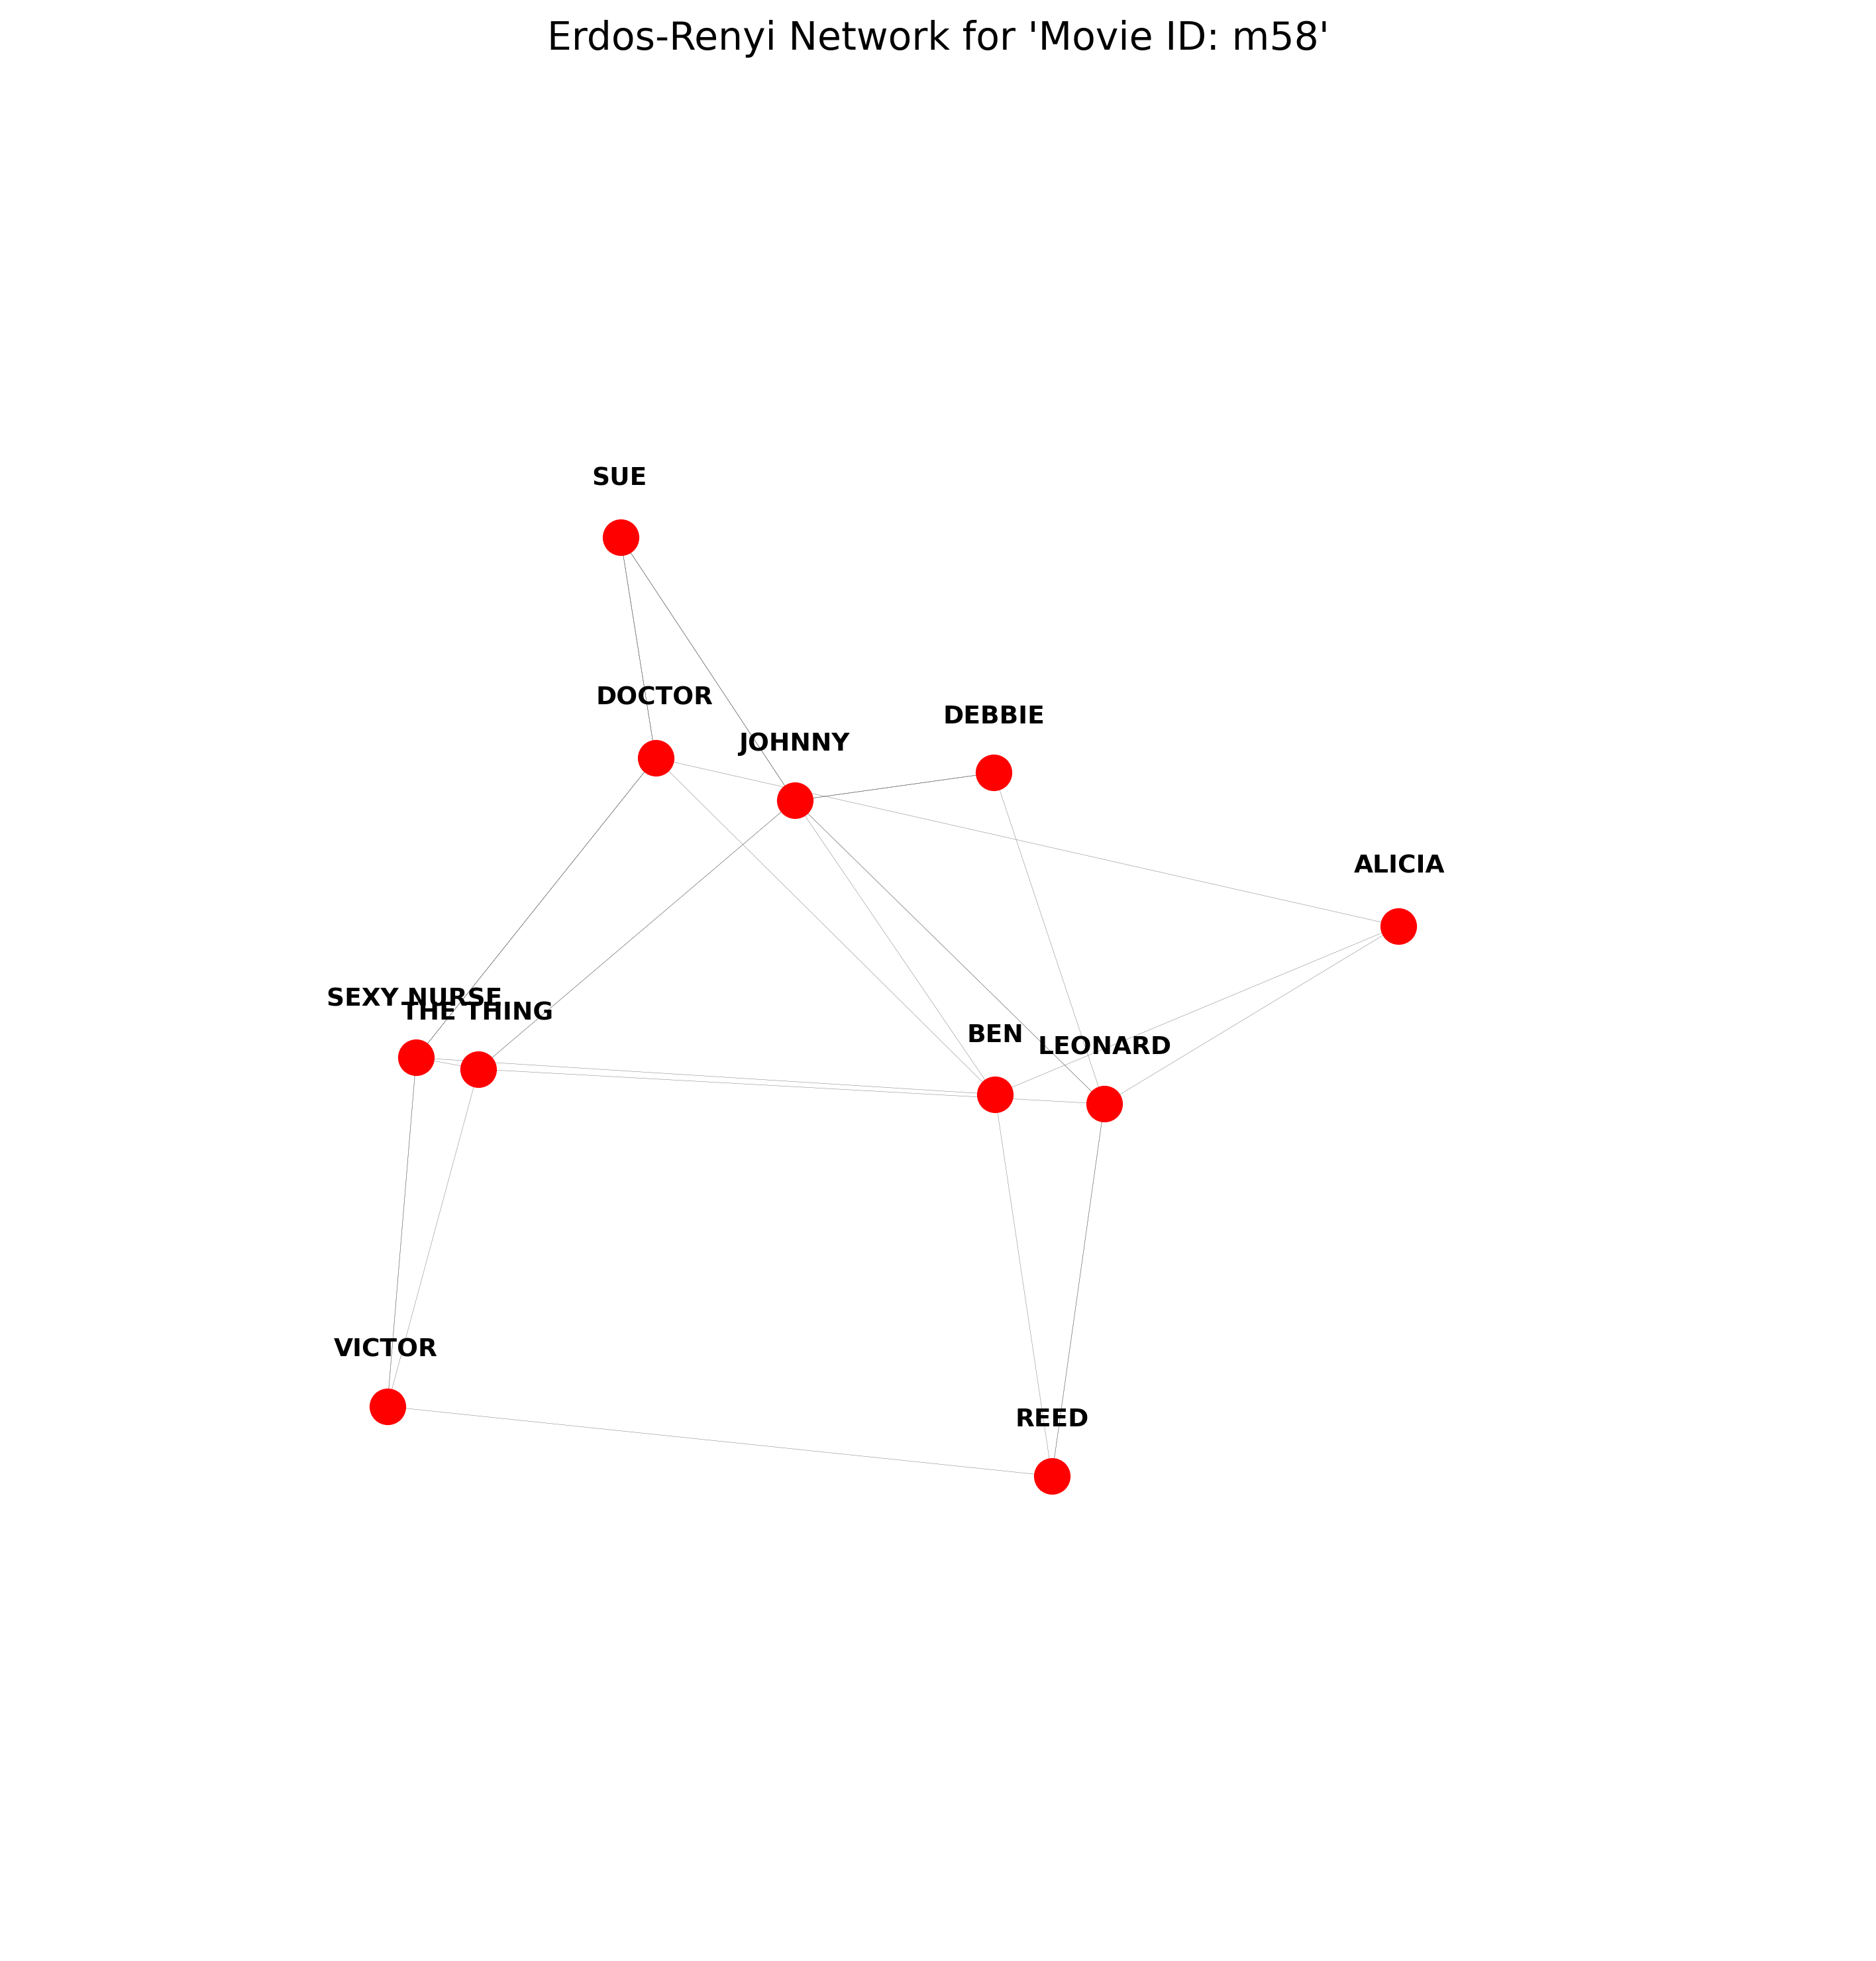 Erdos-Renyi Network for 'Movie ID: m58'
SUE
DOCTOR
DEBBIE
JOHNNY
ALICIA
SEXY NURSE
THE THING
BEN
LEONARD
VICTOR
REED